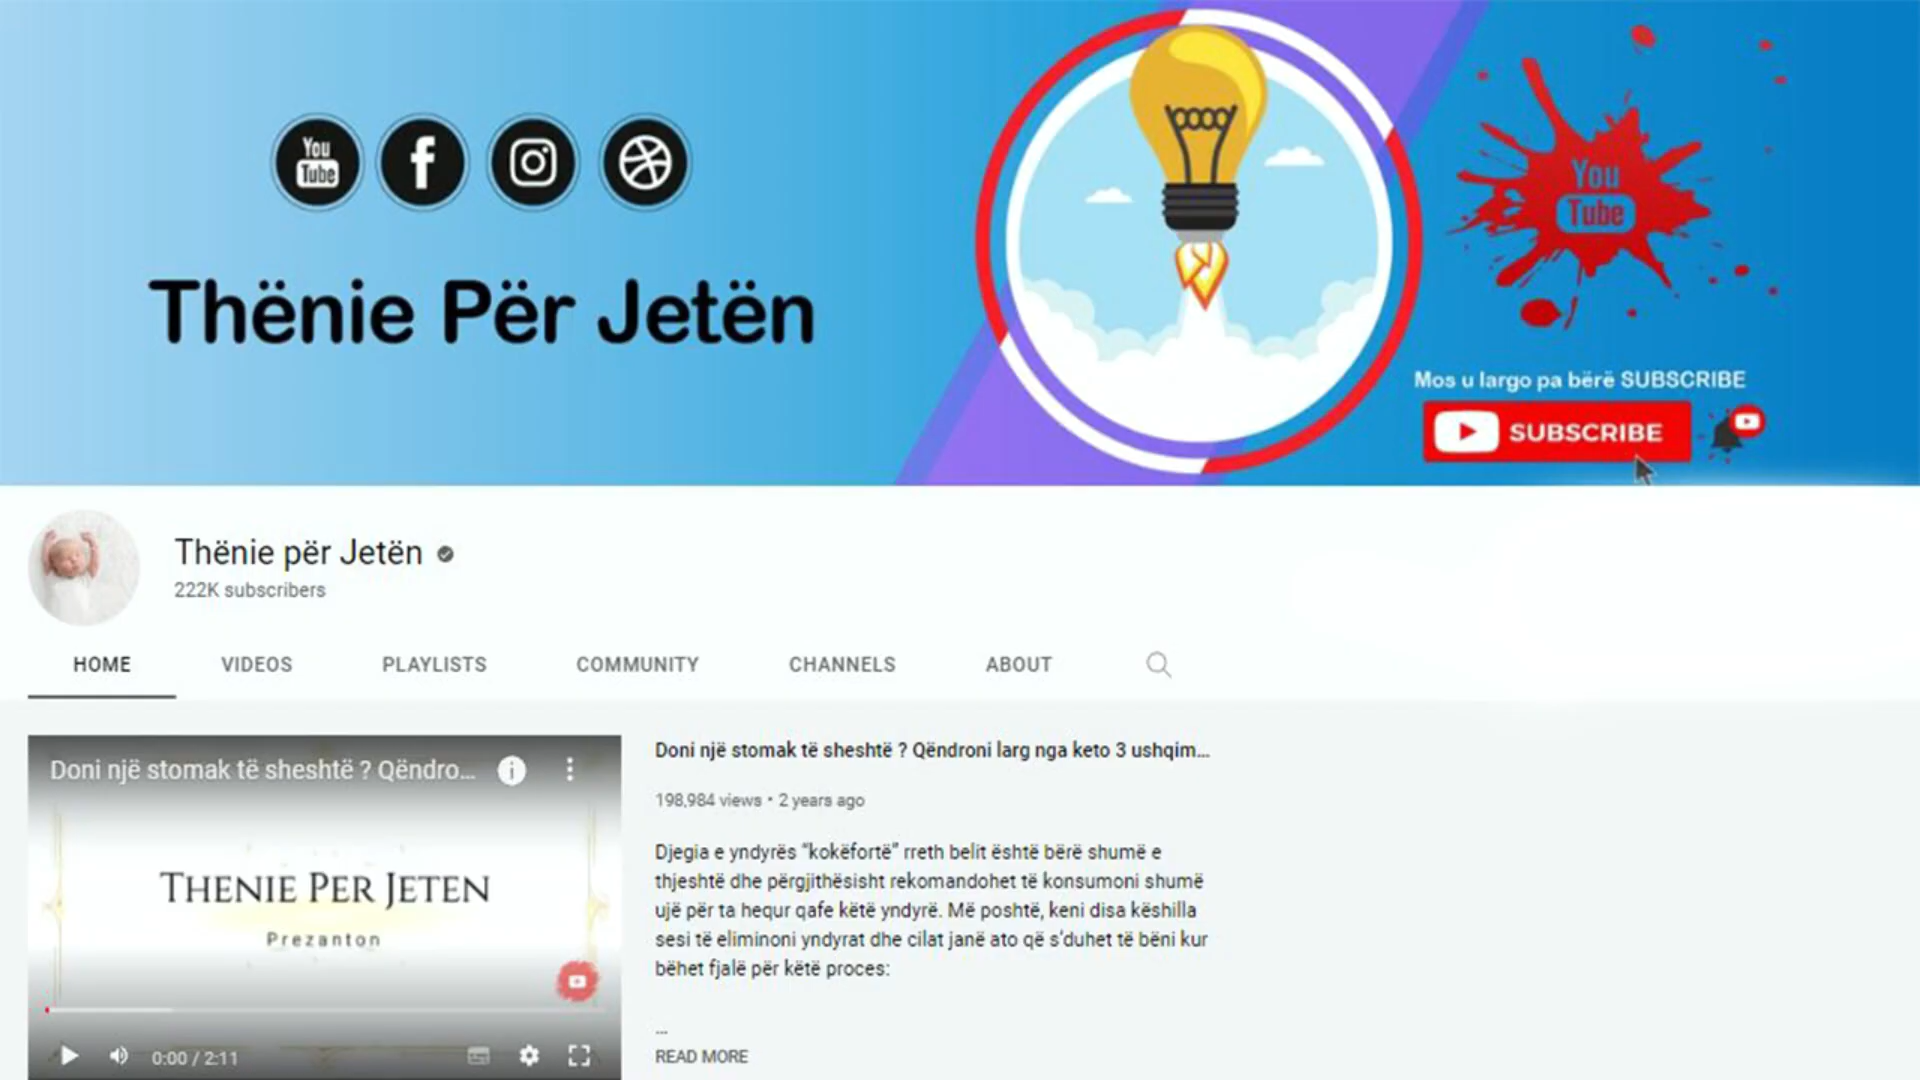 You
Tube
Thënie Për Jetën
You
Tube
Mos u largo pa bërë SUBSCRIBE
SUBSCRIBE
Thënie për Jetën
222K subscribers
HOME VIDEOS PLAYLISTS COMMUNITY CHANNELS ABOUT
Doni një stomak të sheshtë ? Qëndro...
THENIE PER JETEN
Prezanton
0:00 / 2:11
Doni një stomak të sheshtë ? Qëndroni larg nga keto 3 ushqim...
198,984 views • 2 years ago
Djegia e yndyrës “kokëfortë” rreth belit është bërë shumë e
thjeshtë dhe përgjithësisht rekomandohet të konsumoni shumë
ujë për ta hequr qafe këtë yndyrë. Më poshtë, keni disa këshilla
sesi të eliminoni yndyrat dhe cilat janë ato që s'duhet të bëni kur
bëhet fjalë për këtë proces:
...
READ MORE